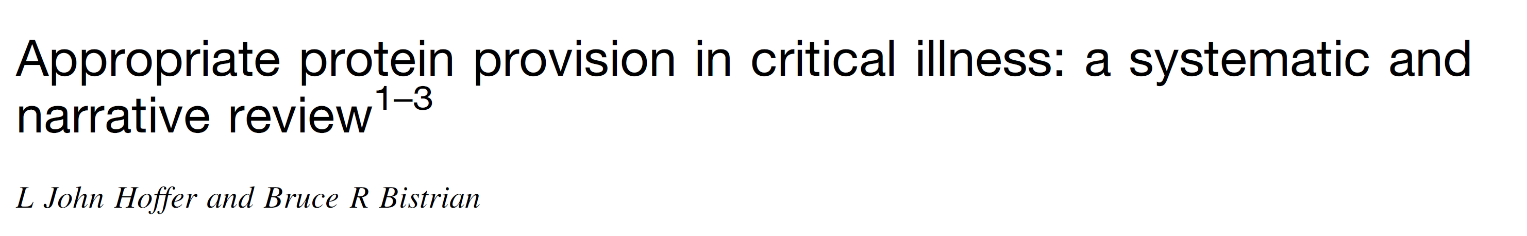 Appropriate protein provision in critical illness: a systematic and
narrative review1–3
L John Hoffer and Bruce R Bistrian